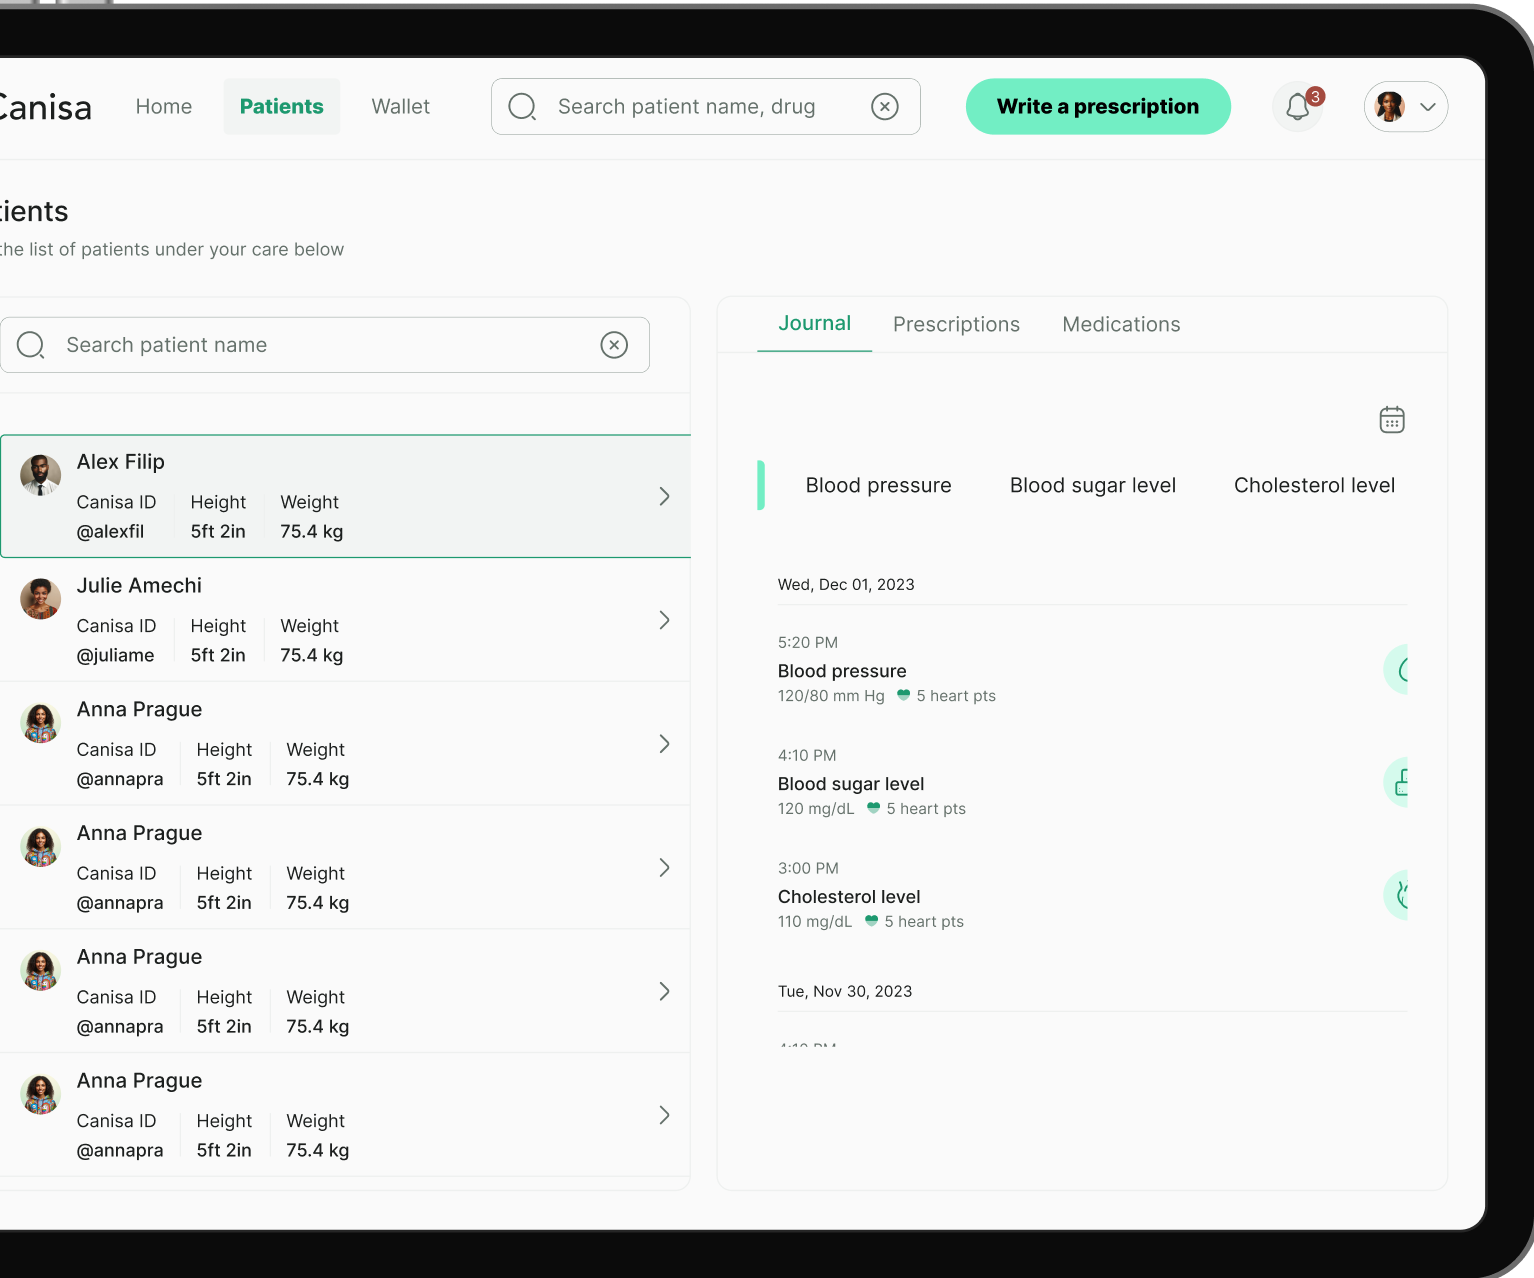 Canisa
Home
Patients
Wallet
Search patient name, drug
Write a prescription
3
tients
the list of patients under your care below
Search patient name
Alex Filip
Canisa ID Height Weight
@alexfil 5ft 2in 75.4 kg
Julie Amechi
Canisa ID Height Weight
@juliame 5ft 2in 75.4 kg
Anna Prague
Canisa ID Height Weight
@annapra 5ft 2in 75.4 kg
Anna Prague
Canisa ID Height Weight
@annapra 5ft 2in 75.4 kg
Anna Prague
Canisa ID Height Weight
@annapra 5ft 2in 75.4 kg
Anna Prague
Canisa ID Height Weight
@annapra 5ft 2in 75.4 kg
Journal Prescriptions Medications
Blood pressure Blood sugar level Cholesterol level
Wed, Dec 01, 2023
5:20 PM
Blood pressure
120/80 mm Hg 5 heart pts
4:10 PM
Blood sugar level
120 mg/dL 5 heart pts
3:00 PM
Cholesterol level
110 mg/dL 5 heart pts
Tue, Nov 30, 2023